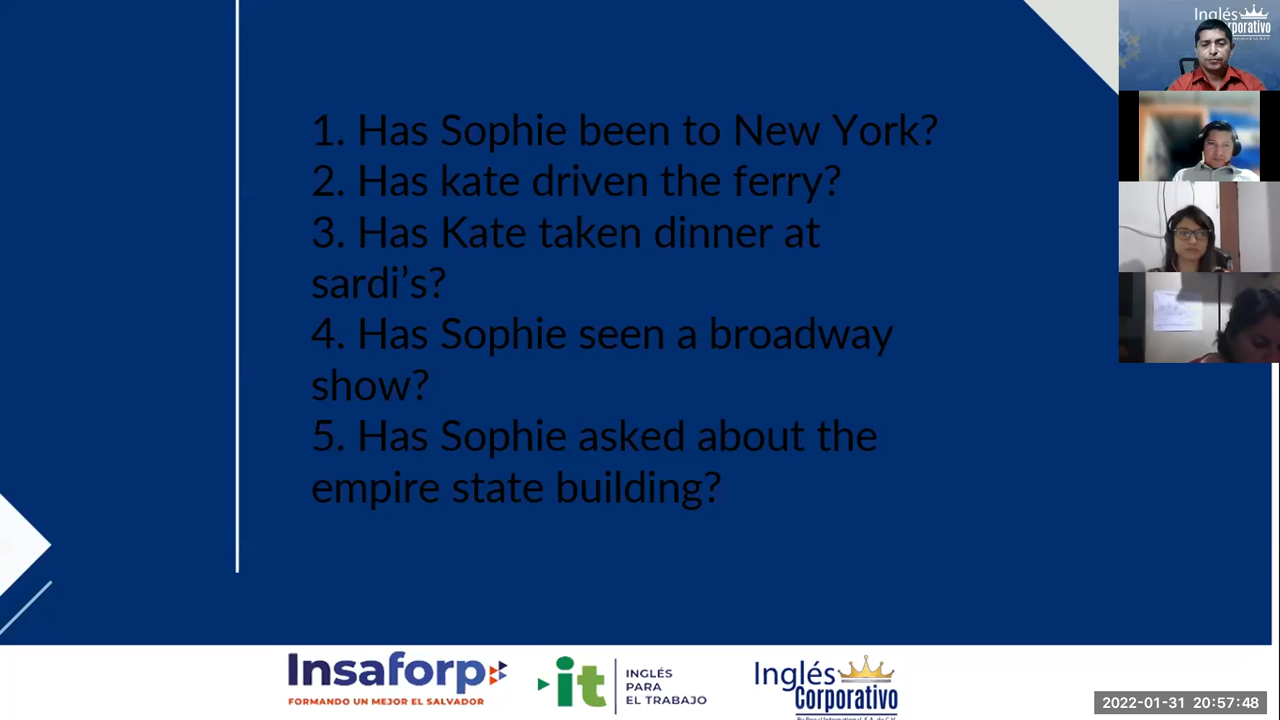 1. Has Sophie been to New York?
2. Has kate driven the ferry?
3. Has Kate taken dinner at
sardi's?
4. Has Sophie seen a broadway
show?
5. Has Sophie asked about the
empire state building?
Inglés
Corporativo
Insaforp
FORMANDO UN MEJOR EL SALVADOR
it
INGLÉS
PARA
EL TRABAJO
Inglés
Corporativo
2022-01-31 20:57:48